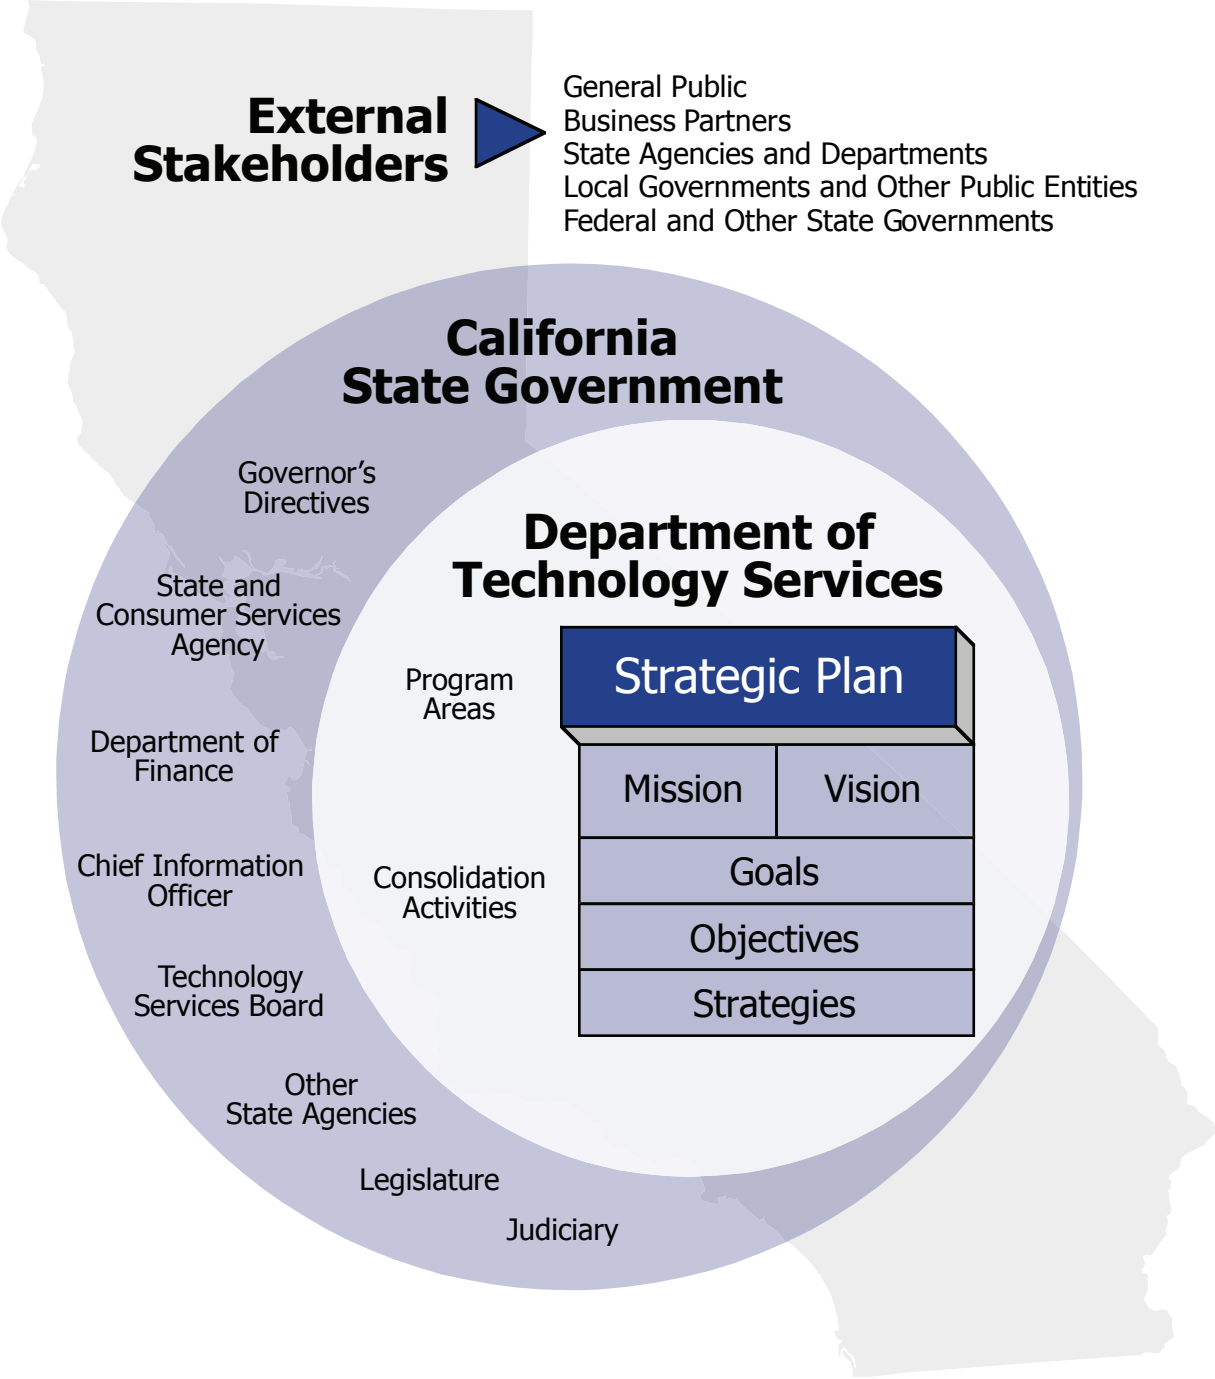 External
Stakeholders
General Public
Business Partners
State Agencies and Departments
Local Governments and Other Public Entities
Federal and Other State Governments
California
State Government
Governor’s
Directives
State and
Consumer Services
Agency
Department of
Finance
Chief Information
Officer
Technology
Services Board
Other
State Agencies
Legislature
Judiciary
Department of
Technology Services
Program
Areas
Consolidation
Activities
Strategic Plan
Mission
Vision
Goals
Objectives
Strategies